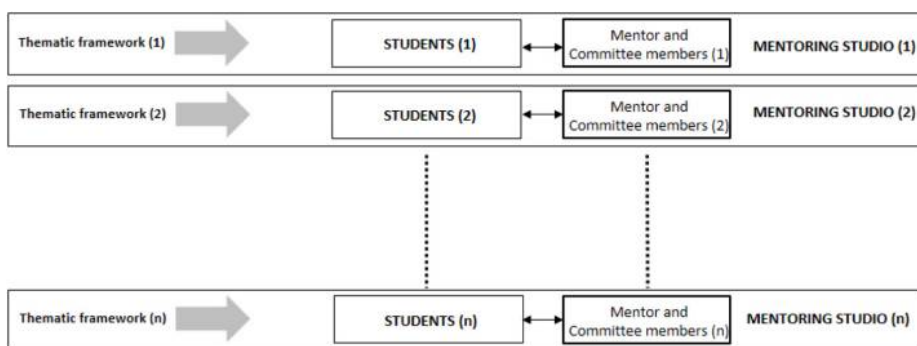 Thematic framework (1)
STUDENTS (1)
Mentor and
Committee members (1)
MENTORING STUDIO (1)
Thematic framework (2)
STUDENTS (2)
Mentor and
Committee members (2)
MENTORING STUDIO (2)
Thematic framework (n)
STUDENTS (n)
Mentor and
Committee members (n)
MENTORING STUDIO (n)